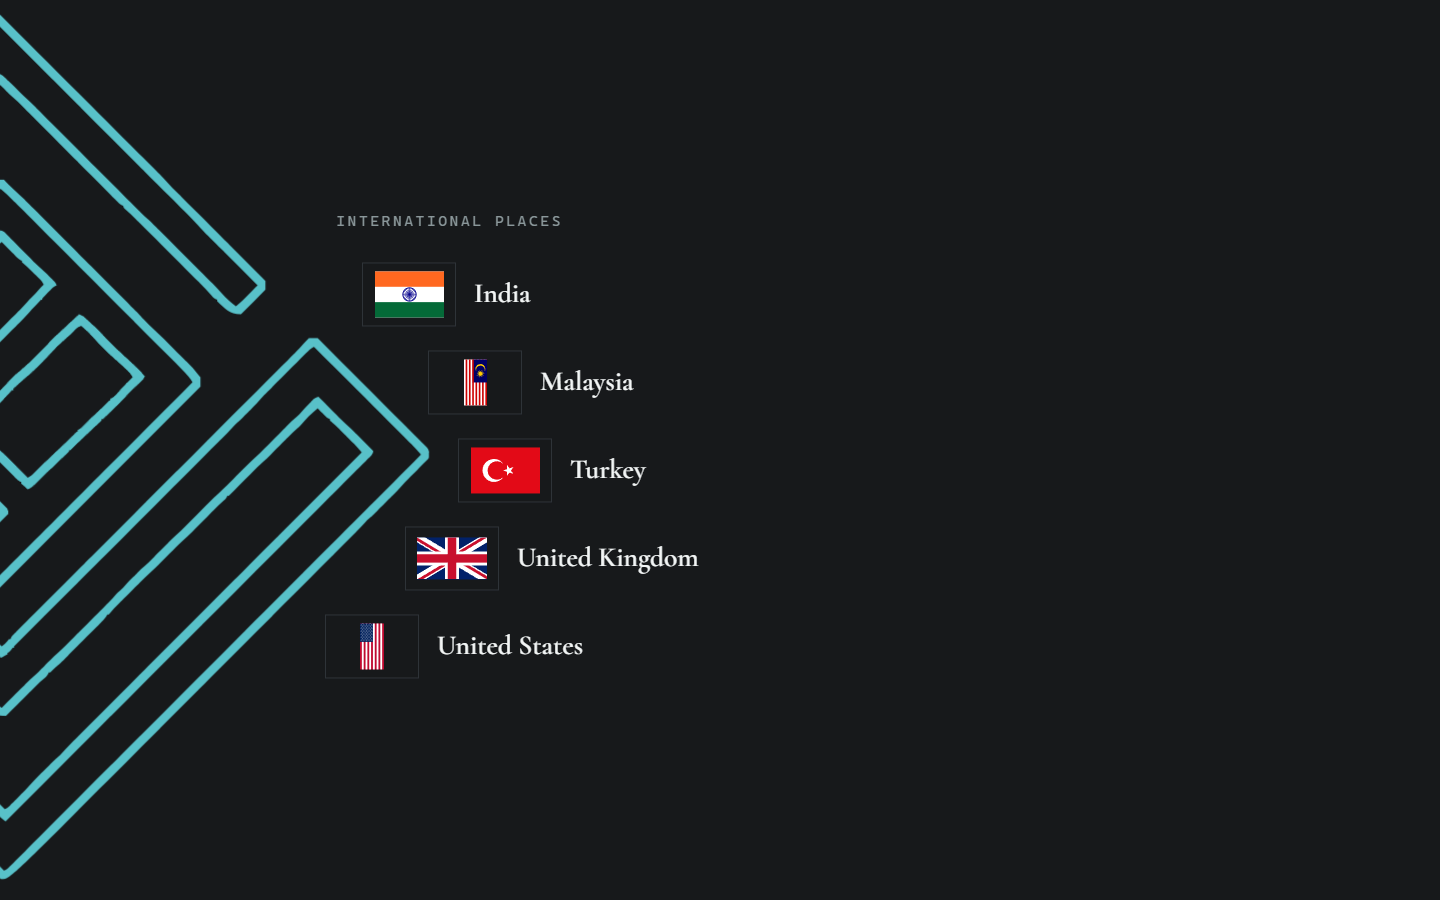 INTERNATIONAL PLACES
India
Malaysia
Turkey
United Kingdom
United States